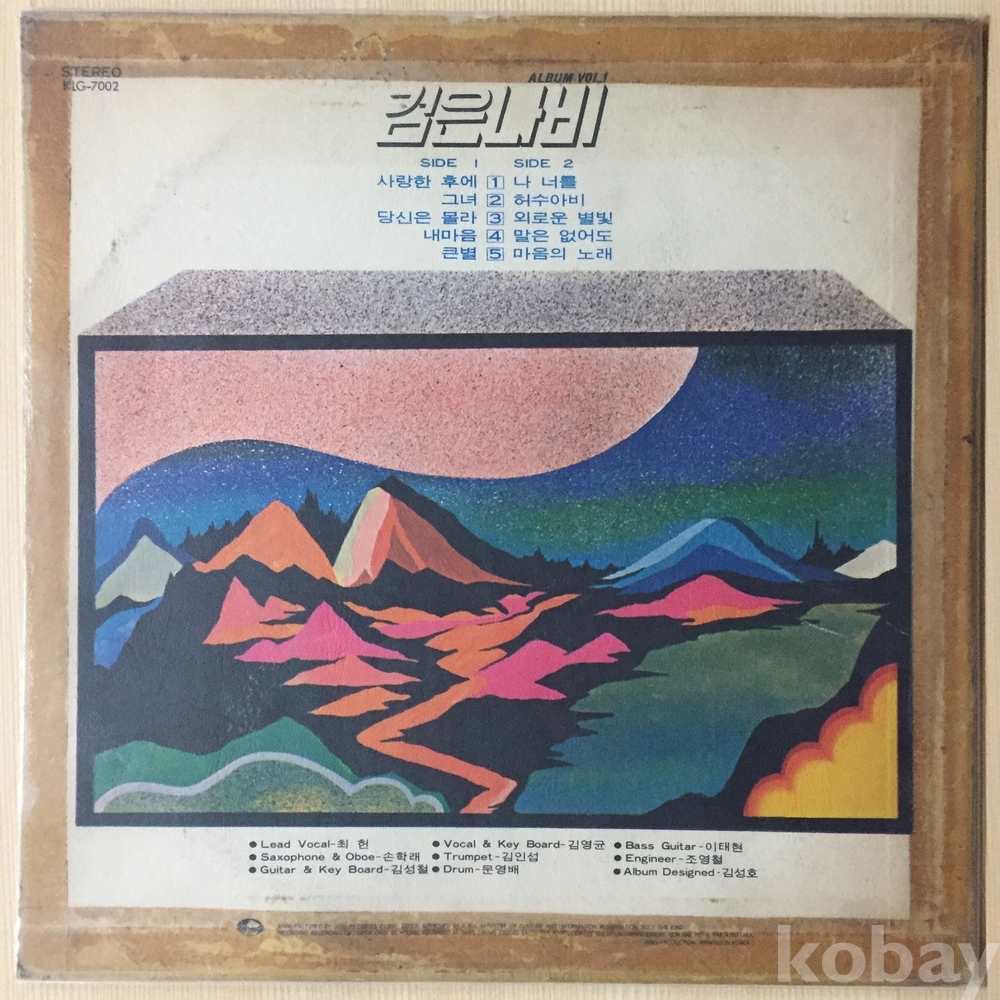 STEREO
KLG-7002
ALBUM VOL.1
검은나비
SIDE 1 SIDE 2
사랑한 후에 1 나 너를
그녀 2 허수아비
당신은 몰라 3 외로운 별빛
내마음 4 말은 없어도
큰별 5 마음의 노래
● Lead Vocal-최 헌 ● Vocal & Key Board-김영균 ● Bass Guitar-이태현
● Saxophone & Oboe-손학래 ● Trumpet-김인섭 ● Engineer-조영철
● Guitar & Key Board-김성철 ● Drum-문영배 ● Album Designed-김성호
kobay